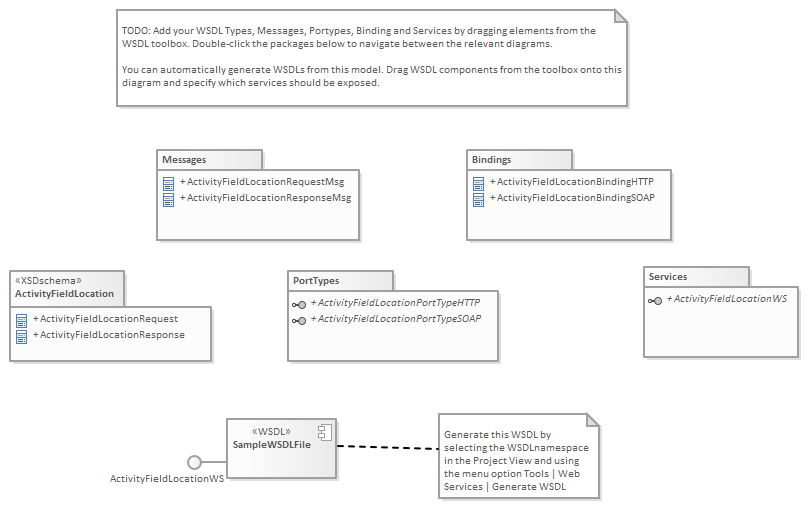 TODO: Add your WSDL Types, Messages, Portypes, Binding and Services by dragging elements from the
WSDL toolbox. Double-click the packages below to navigate between the relevant diagrams.
You can automatically generate WSDLs from this model. Drag WSDL components from the toolbox onto this
diagram and specify which services should be exposed.
Messages
+ActivityFieldLocationRequestMsg
+ActivityFieldLocationResponseMsg
Bindings
+ActivityFieldLocationBindingHTTP
+ActivityFieldLocationBindingSOAP
«XSDschema»
ActivityFieldLocation
+ActivityFieldLocationRequest
+ActivityFieldLocationResponse
PortTypes
+ActivityFieldLocationPortTypeHTTP
+ActivityFieldLocationPortTypeSOAP
Services
+ActivityFieldLocationWS
«WSDL»
SampleWSDLFile
ActivityFieldLocationWS
Generate this WSDL by
selecting the WSDLnamespace
in the Project View and using
the menu option Tools | Web
Services | Generate WSDL